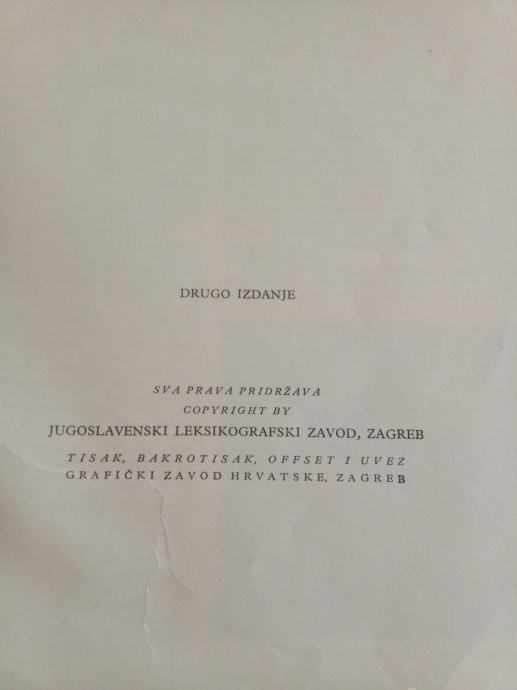 DRUGO IZDANJE
SVA PRAVA PRIDRŽAVA
COPYRIGHT BY
JUGOSLAVENSKI LEKSIKOGRAFSKI ZAVOD, ZAGREB
TISAK, BAKROTISAK, OFFSET I UVEZ
GRAFIČKI ZAVOD HRVATSKE, ZAGREB